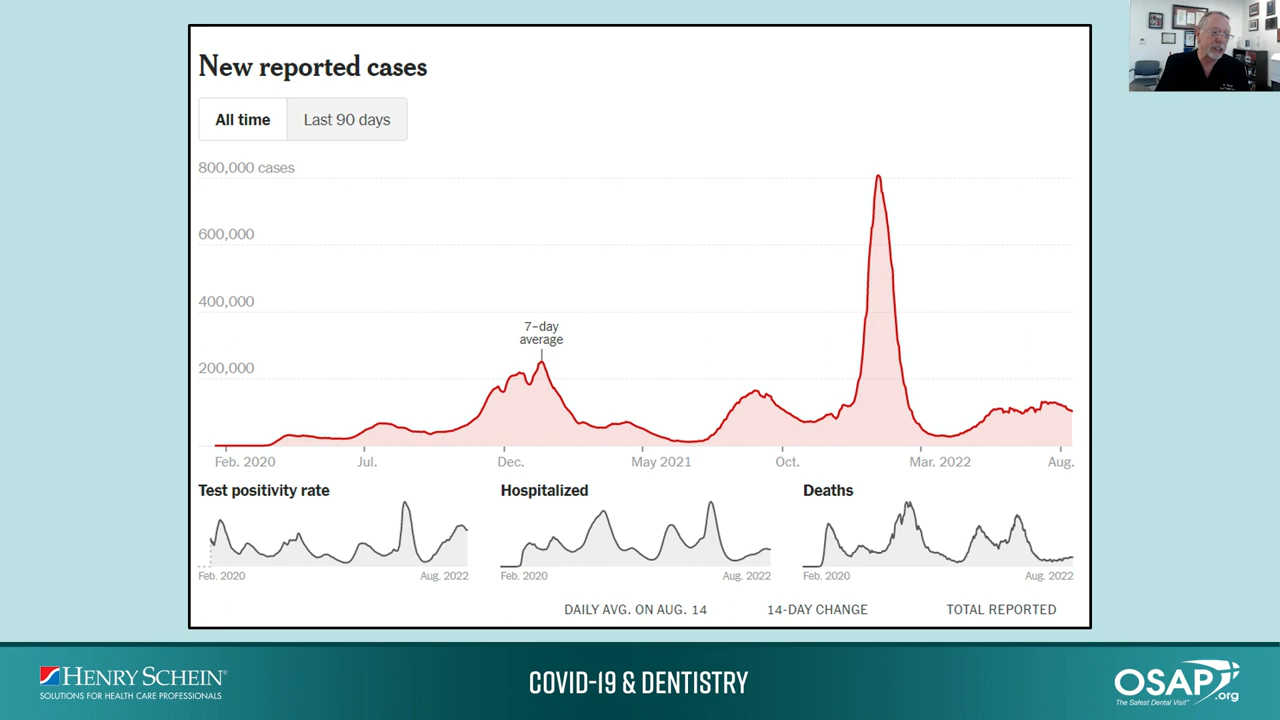 New reported cases
All time
Last 90 days
800,000 cases
600,000
400,000
200,000
7-day
average
Feb. 2020
Jul.
Dec.
May 2021
Oct.
Mar. 2022
Aug.
Test positivity rate
Hospitalized
Deaths
Feb. 2020
Aug. 2022
Feb. 2020
Aug. 2022
Feb. 2020
Aug. 2022
DAILY AVG. ON AUG. 14
14-DAY CHANGE
TOTAL REPORTED
HENRY SCHEIN®
SOLUTIONS FOR HEALTH CARE PROFESSIONALS
COVID-19 & DENTISTRY
OSAP
.org
The Safest Dental Visit™